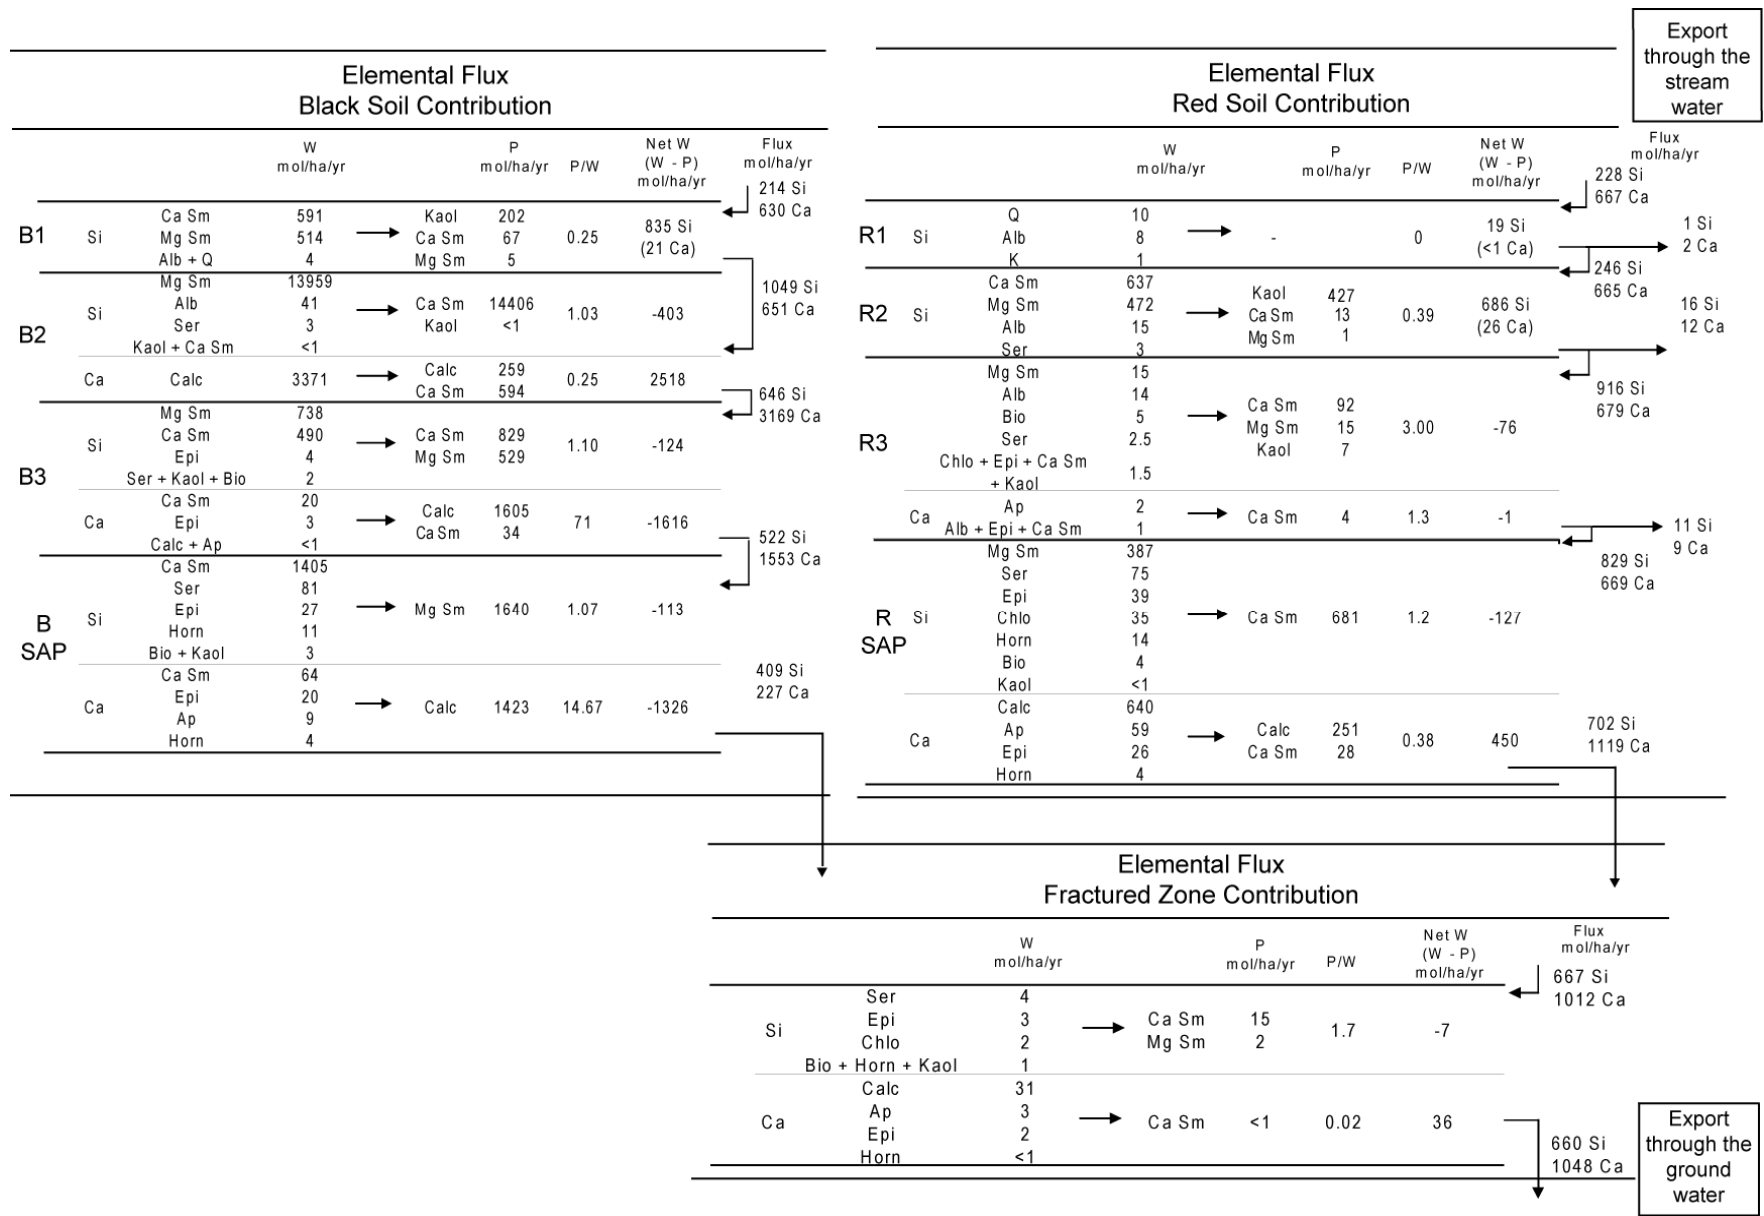 Export
through the
stream
water
Elemental Flux
Black Soil Contribution
W
mol/ha/yr
P
mol/ha/yr
P/W
Net W
(W - P)
mol/ha/yr
Flux
mol/ha/yr
214 Si
630 Ca
B1
Si
Ca Sm 591 Kaol 202
Mg Sm 514 Ca Sm 67 0.25 835 Si
(21 Ca)
Alb + Q 4 Mg Sm 5
1049 Si
651 Ca
B2
Si
Mg Sm 13959
Alb 41 Ca Sm 14406 1.03 -403
Ser 3 Kaol <1
Kaol + Ca Sm <1
Ca Calc 3371 Calc 259 0.25 2518
Ca Sm 594
646 Si
3169 Ca
B3
Si
Mg Sm 738
Ca Sm 490 Ca Sm 829 1.10 -124
Epi 4 Mg Sm 529
Ser + Kaol + Bio 2
Ca
Ca Sm 20 Calc 1605
Epi 3 Ca Sm 34 71 -1616
Calc + Ap <1
522 Si
1553 Ca
B
SAP
Si
Ca Sm 1405
Ser 81
Epi 27 Mg Sm 1640 1.07 -113
Horn 11
Bio + Kaol 3
Ca
Ca Sm 64
Epi 20 Calc 1423 14.67 -1326
Ap 9
Horn 4
409 Si
227 Ca
Elemental Flux
Red Soil Contribution
W
mol/ha/yr
P
mol/ha/yr
P/W
Net W
(W - P)
mol/ha/yr
Flux
mol/ha/yr
228 Si
667 Ca
R1
Si
Q 10
Alb 8 - 0 19 Si
(<1 Ca)
K 1
1 Si
2 Ca
246 Si
665 Ca
R2
Si
Ca Sm 637 Kaol 427
Mg Sm 472 Ca Sm 13 0.39 686 Si
(26 Ca)
Alb 15 Mg Sm 1
Ser 3
16 Si
12 Ca
916 Si
679 Ca
R3
Si
Mg Sm 15
Alb 14 Ca Sm 92
Bio 5 Mg Sm 15 3.00 -76
Ser 2.5 Kaol 7
Chlo + Epi + Ca Sm
+ Kaol 1.5
Ca
Ap 2 Ca Sm 4 1.3 -1
Alb + Epi + Ca Sm 1
11 Si
9 Ca
829 Si
669 Ca
R
SAP
Si
Mg Sm 387
Ser 75
Epi 39
Chlo 35 Ca Sm 681 1.2 -127
Horn 14
Bio 4
Kaol <1
Ca
Calc 640
Ap 59 Calc 251 0.38 450
Epi 26 Ca Sm 28
Horn 4
702 Si
1119 Ca
Elemental Flux
Fractured Zone Contribution
W
mol/ha/yr
P
mol/ha/yr
P/W
Net W
(W - P)
mol/ha/yr
Flux
mol/ha/yr
667 Si
1012 Ca
Si
Ser 4
Epi 3 Ca Sm 15 1.7 -7
Chlo 2 Mg Sm 2
Bio + Horn + Kaol 1
Ca
Calc 31
Ap 3 Ca Sm <1 0.02 36
Epi 2
Horn <1
660 Si
1048 Ca
Export
through the
ground
water